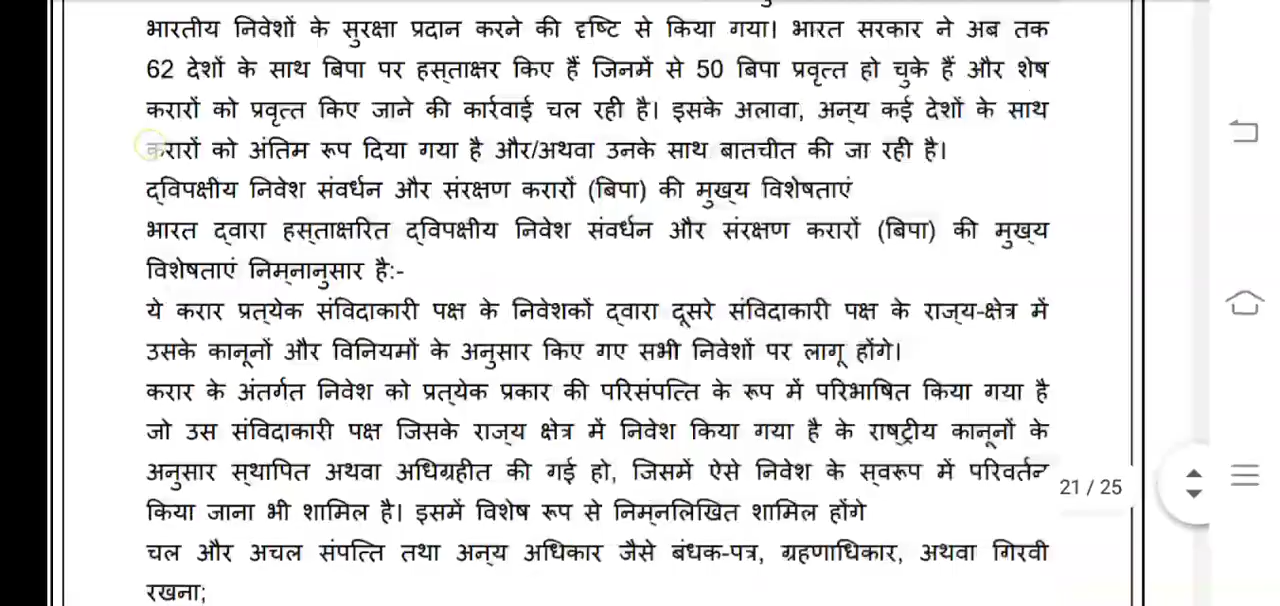 भारतीय निवेशों के सुरक्षा प्रदान करने की दृष्टि से किया गया। भारत सरकार ने अब तक
62 देशों के साथ बिपा पर हस्ताक्षर किए हैं जिनमें से 50 बिपा प्रवृत्त हो चुके हैं और शेष
करारों को प्रवृत्त किए जाने की कार्रवाई चल रही है। इसके अलावा, अन्य कई देशों के साथ
करारों को अंतिम रूप दिया गया है और/अथवा उनके साथ बातचीत की जा रही है।
द्विपक्षीय निवेश संवर्धन और संरक्षण करारों (बिपा) की मुख्य विशेषताएं
भारत द्वारा हस्ताक्षरित द्विपक्षीय निवेश संवर्धन और संरक्षण करारों (बिपा) की मुख्य
विशेषताएं निम्नानुसार है:-
ये करार प्रत्येक संविदाकारी पक्ष के निवेशकों द्वारा दूसरे संविदाकारी पक्ष के राज्य-क्षेत्र में
उसके कानूनों और विनियमों के अनुसार किए गए सभी निवेशों पर लागू होंगे।
करार के अंतर्गत निवेश को प्रत्येक प्रकार की परिसंपत्ति के रूप में परिभाषित किया गया है
जो उस संविदाकारी पक्ष जिसके राज्य क्षेत्र में निवेश किया गया है के राष्ट्रीय कानूनों के
अनुसार स्थापित अथवा अधिग्रहीत की गई हो, जिसमें ऐसे निवेश के स्वरूप में परिवर्तन
21 / 25
किया जाना भी शामिल है। इसमें विशेष रूप से निम्नलिखित शामिल होंगे
चल और अचल संपत्ति तथा अन्य अधिकार जैसे बंधक-पत्र, ग्रहणाधिकार, अथवा गिरवी
रखना;